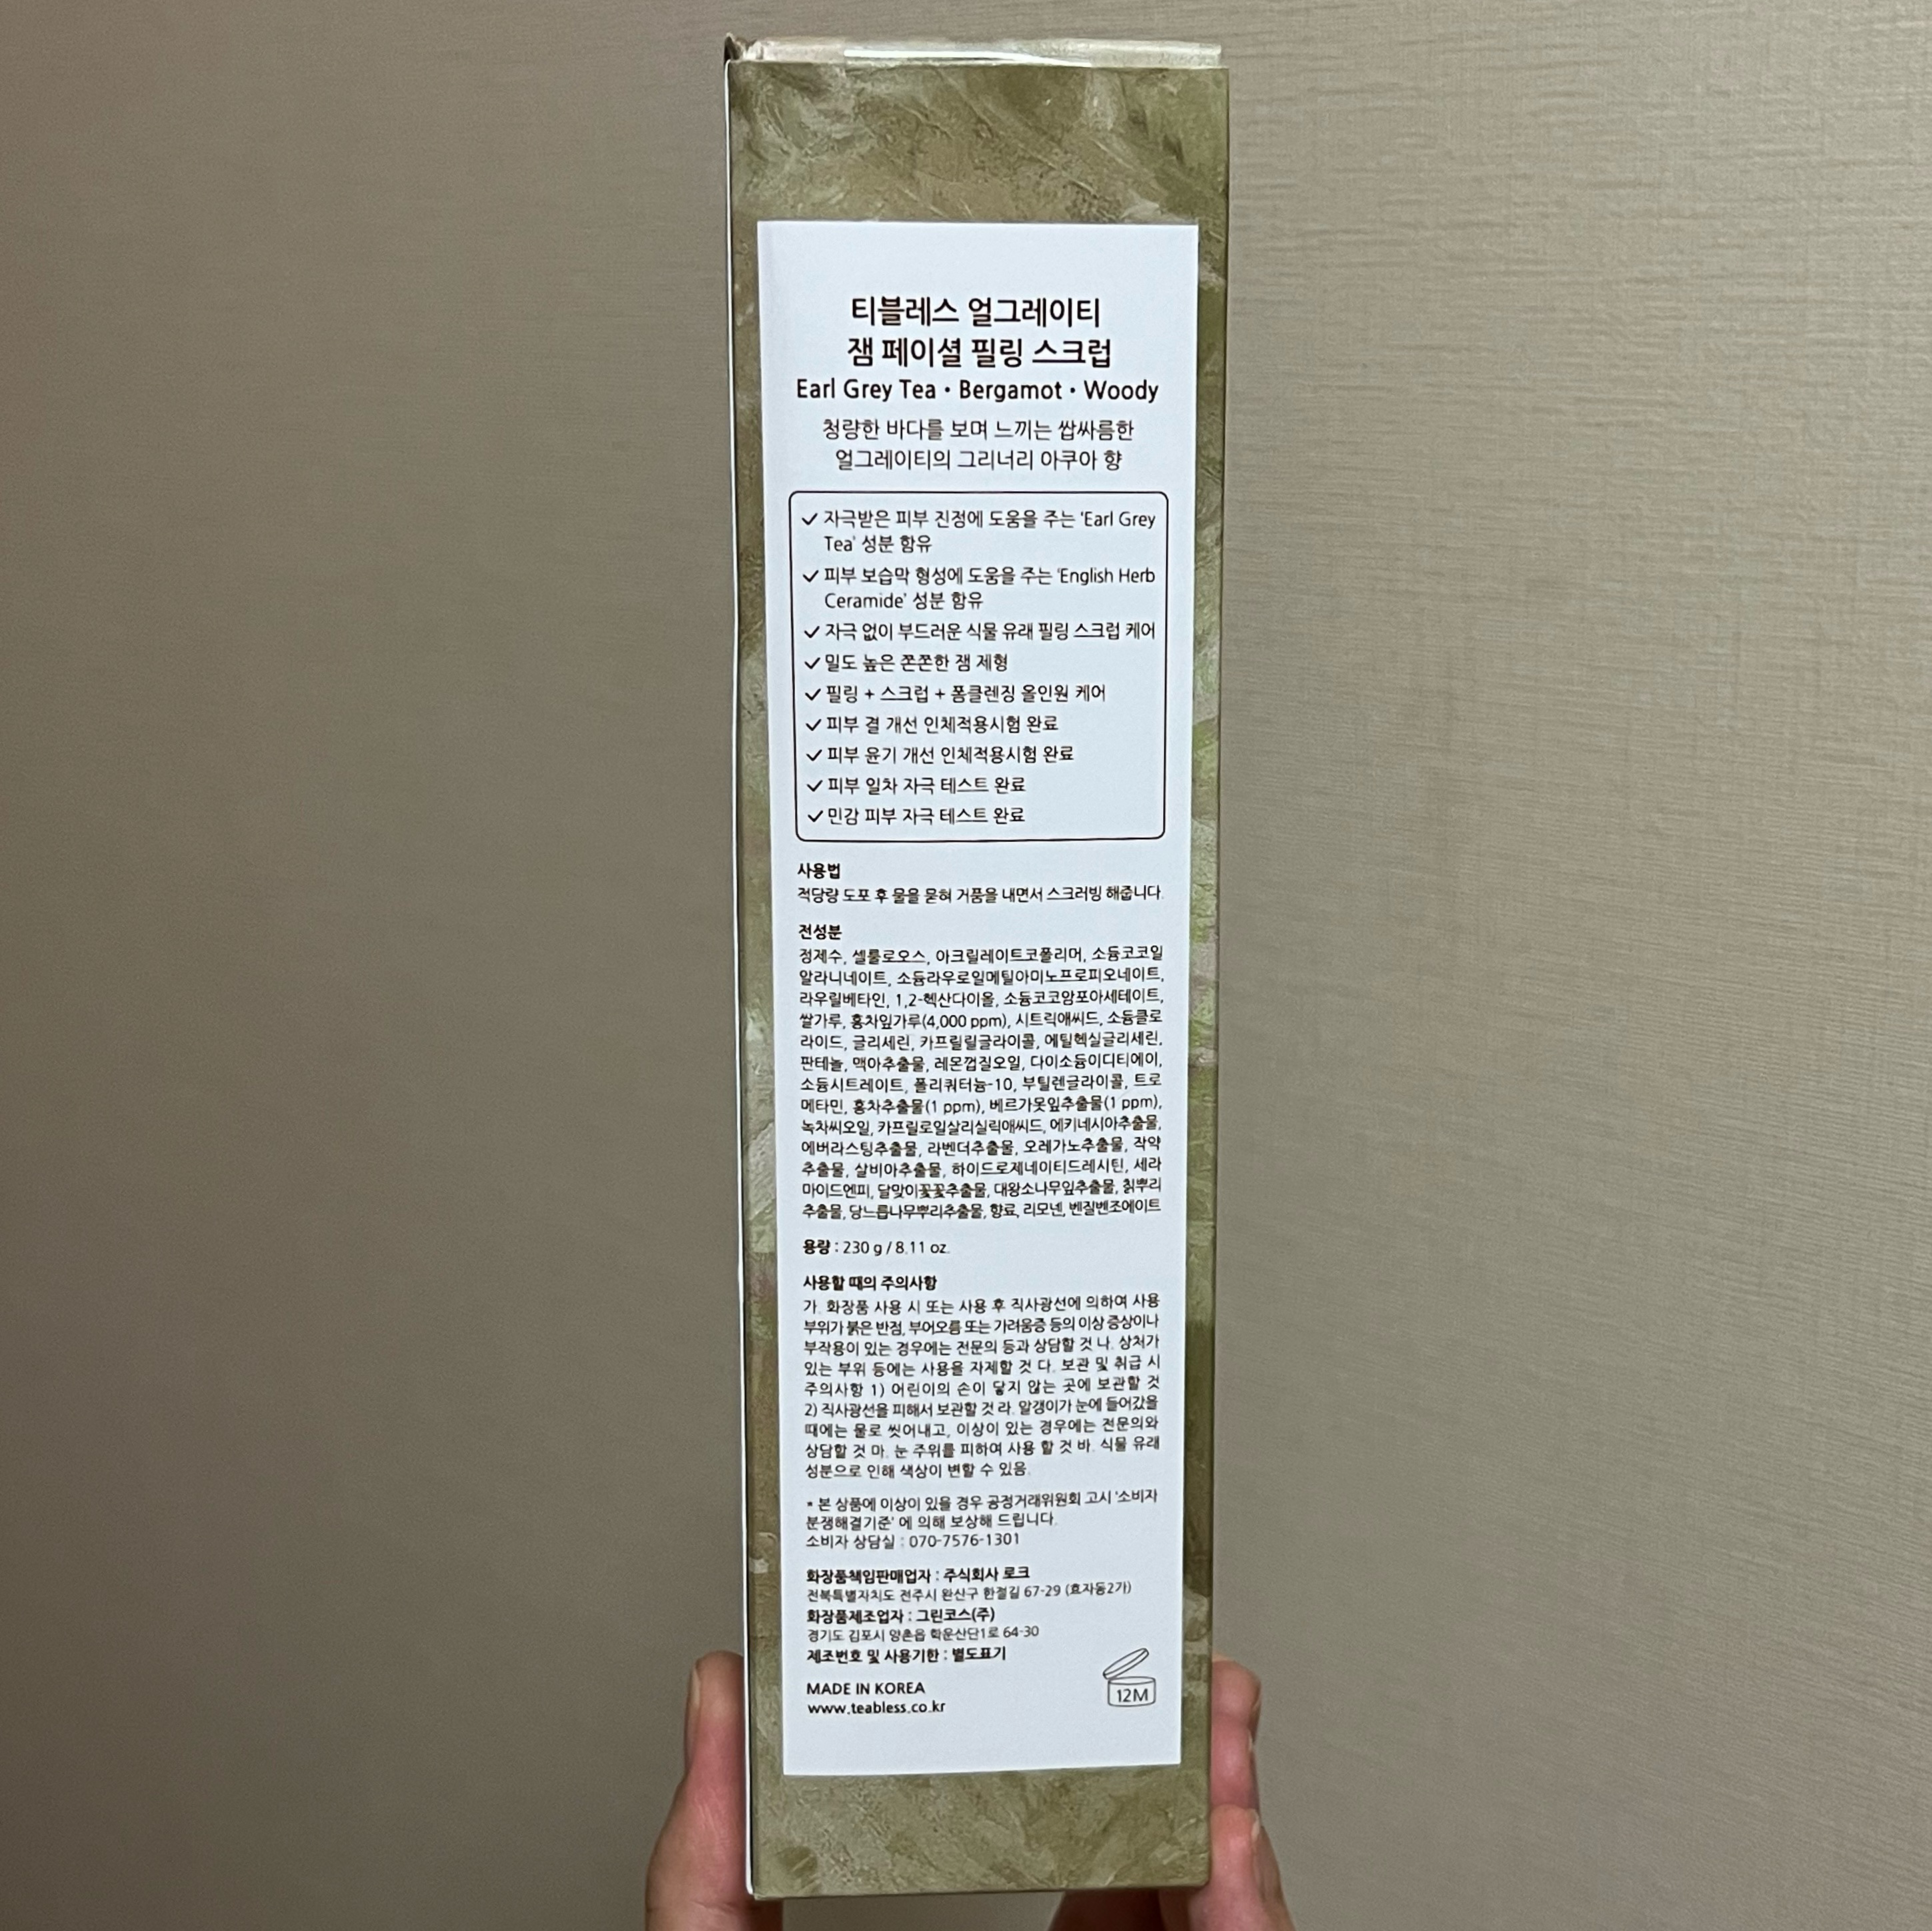 티블레스 얼그레이티
잼 페이셜 필링 스크럽
Earl Grey Tea • Bergamot • Woody
청량한 바다를 보며 느끼는 쌉싸름한
얼그레이티의 그리너리 아쿠아 향
✓ 자극받은 피부 진정에 도움을 주는 'Earl Grey
Tea' 성분 함유
✓ 피부 보습막 형성에 도움을 주는 'English Herb
Ceramide' 성분 함유
✓ 자극 없이 부드러운 식물 유래 필링 스크럽 케어
✓ 밀도 높은 쫀쫀한 잼 제형
✓ 필링 + 스크럽 + 폼클렌징 올인원 케어
✓ 피부 결 개선 인체적용시험 완료
✓ 피부 윤기 개선 인체적용시험 완료
✓ 피부 일차 자극 테스트 완료
✓ 민감 피부 자극 테스트 완료
사용법
적당량 도포 후 물을 묻혀 거품을 내면서 스크러빙 해줍니다.
전성분
정제수, 셀룰로오스, 아크릴레이트코폴리머, 소듐코코일
알라니네이트, 소듐라우로일메틸아미노프로피오네이트,
라우릴베타인, 1,2-헥산다이올, 소듐코코암포아세테이트,
쌀가루, 홍차잎가루(4,000 ppm), 시트릭애씨드, 소듐클로
라이드, 글리세린, 카프릴릴글라이콜, 에틸헥실글리세린,
판테놀, 맥아추출물, 레몬껍질오일, 다이소듐이디티에이,
소듐시트레이트, 폴리쿼터늄-10, 부틸렌글라이콜, 트로
메타민, 홍차추출물(1 ppm), 베르가못잎추출물(1 ppm),
녹차씨오일, 카프릴로일살리실릭애씨드, 에키네시아추출물,
에버라스팅추출물, 라벤더추출물, 오레가노추출물, 작약
추출물, 살비아추출물, 하이드로제네이티드레시틴, 세라
마이드엔피, 달맞이꽃꽃추출물, 대왕소나무잎추출물, 칡뿌리
추출물, 당느릅나무뿌리추출물, 향료, 리모넨, 벤질벤조에이트
용량 : 230 g / 8.11 oz.
사용할 때의 주의사항
가. 화장품 사용 시 또는 사용 후 직사광선에 의하여 사용
부위가 붉은 반점, 부어오름 또는 가려움증 등의 이상 증상이나
부작용이 있는 경우에는 전문의 등과 상담할 것 나. 상처가
있는 부위 등에는 사용을 자제할 것 다. 보관 및 취급 시
주의사항 1) 어린이의 손이 닿지 않는 곳에 보관할 것
2) 직사광선을 피해서 보관할 것 라. 알갱이가 눈에 들어갔을
때에는 물로 씻어내고, 이상이 있는 경우에는 전문의와
상담할 것 마. 눈 주위를 피하여 사용 할 것 바. 식물 유래
성분으로 인해 색상이 변할 수 있음.
* 본 상품에 이상이 있을 경우 공정거래위원회 고시 '소비자
분쟁해결기준' 에 의해 보상해 드립니다.
소비자 상담실 : 070-7576-1301
화장품책임판매업자 : 주식회사 로크
전북특별자치도 전주시 완산구 한절길 67-29 (효자동2가)
화장품제조업자 : 그린코스(주)
경기도 김포시 양촌읍 학운산단1로 64-30
제조번호 및 사용기한 : 별도표기
MADE IN KOREA
www.teabless.co.kr
12M